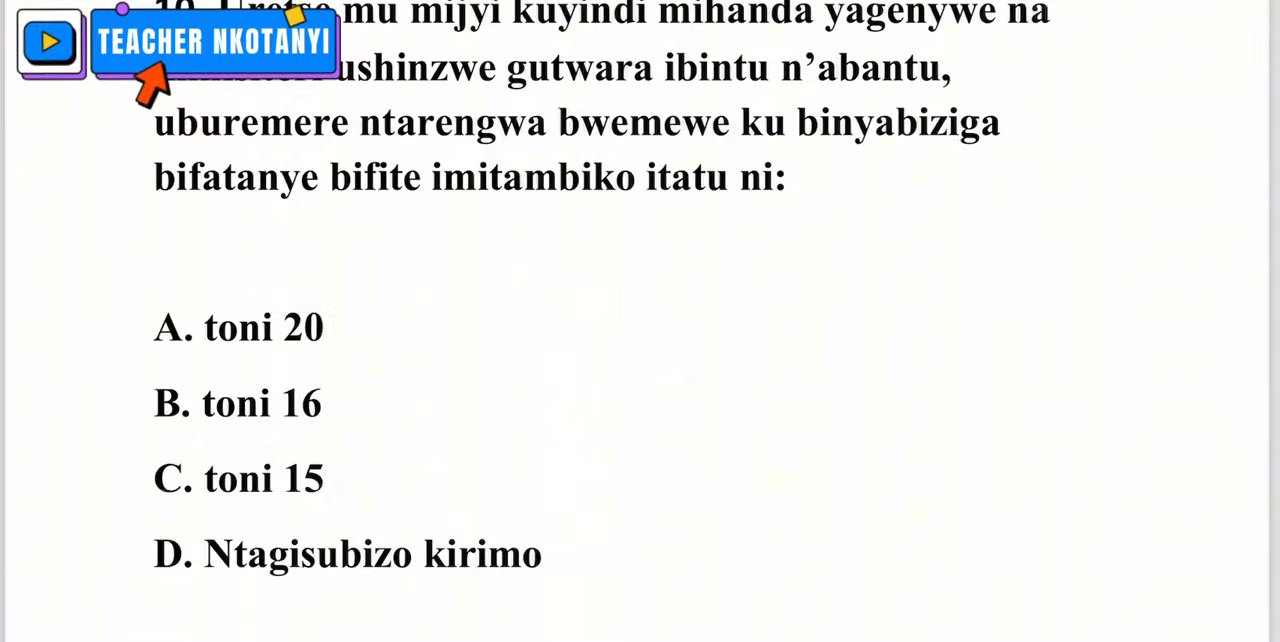 TEACHER NKOTANYI
mu mijyi kuyindi mihanda yagenywe na
ushinzwe gutwara ibintu n’abantu,
uburemere ntarengwa bwemewe ku binyabiziga
bifatanye bifite imitambiko itatu ni:
A. toni 20
B. toni 16
C. toni 15
D. Ntagisubizo kirimo